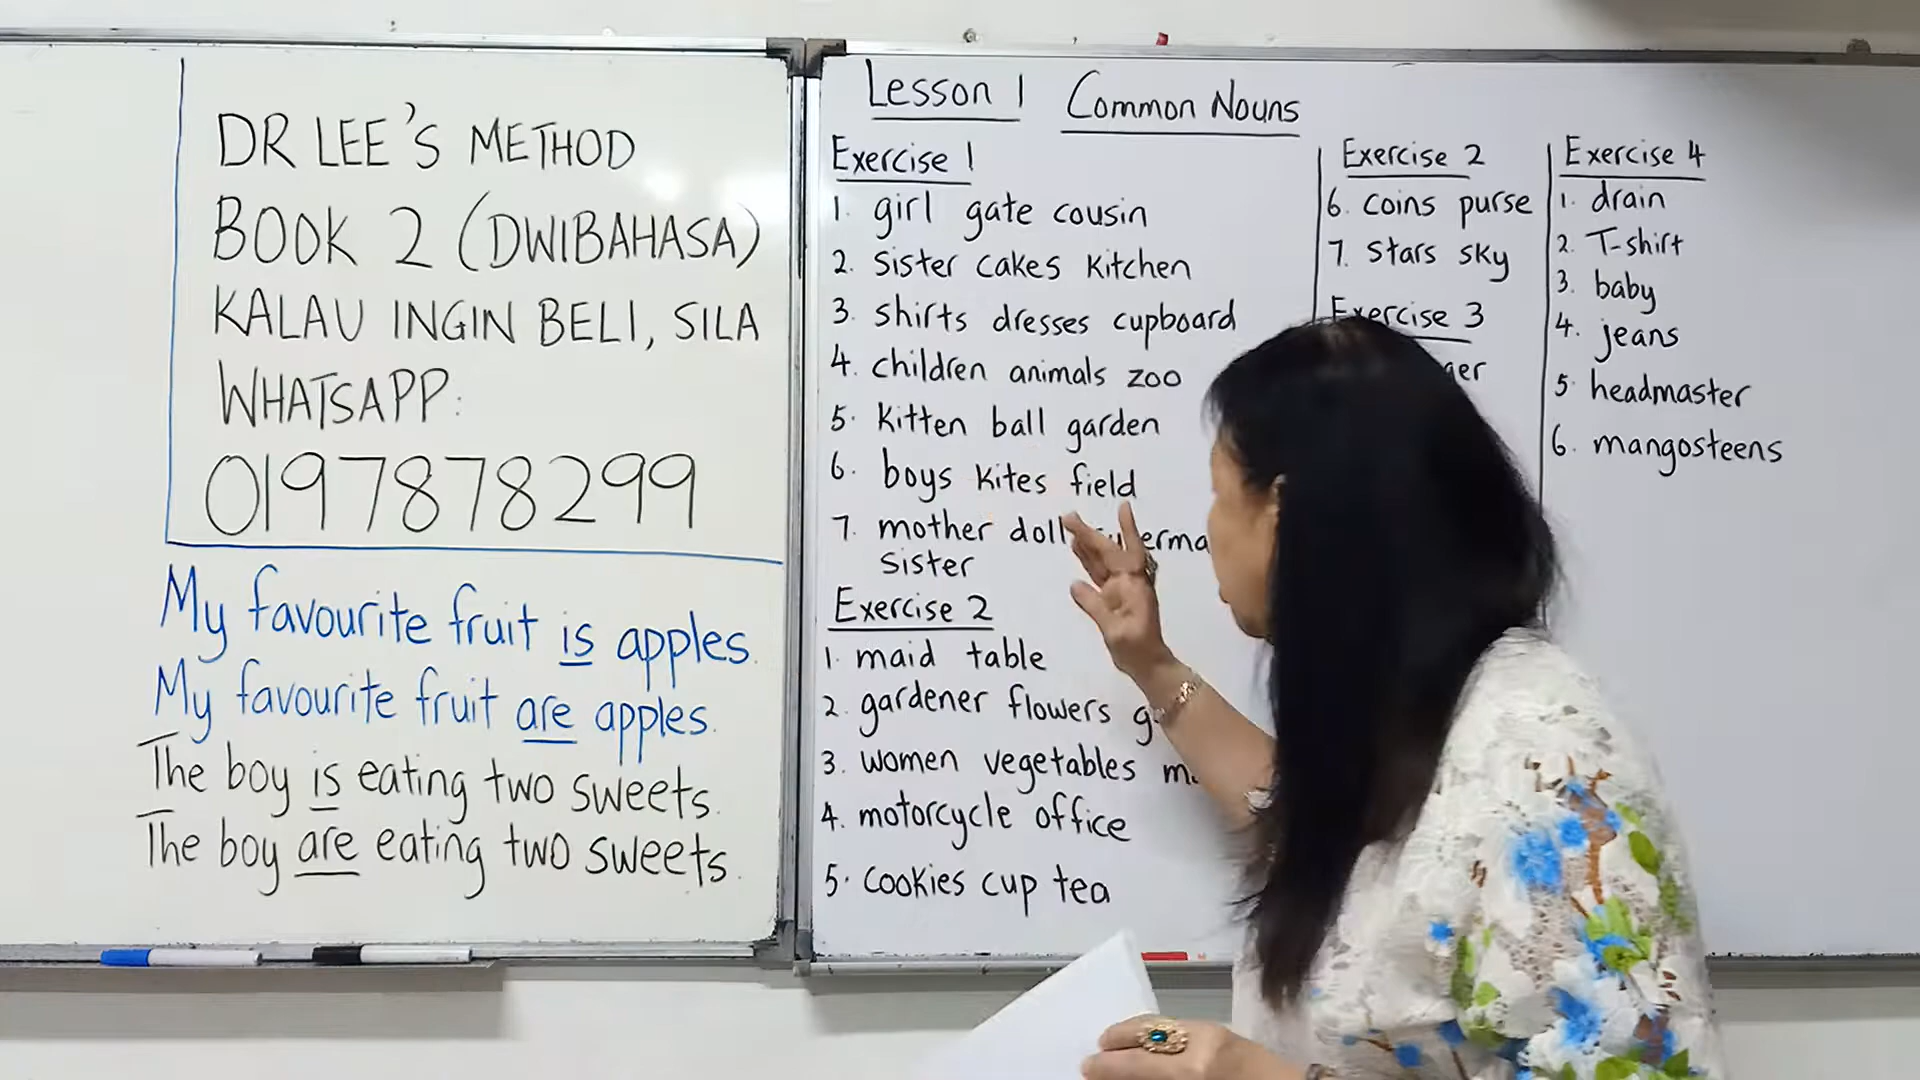 DR LEE'S METHOD
BOOK 2 (DWIBAHASA)
KALAU INGIN BELI, SILA
WHATSAPP:
0197878299
My favourite fruit is apples.
My favourite fruit are apples.
The boy is eating two sweets.
The boy are eating two sweets.
Lesson 1 Common Nouns
Exercise 1
1. girl gate cousin
2. sister cakes kitchen
3. shirts dresses cupboard
4. children animals zoo
5. kitten ball garden
6. boys kites field
7. mother doll
sister
Exercise 2
1. maid table
2. gardener flowers
3. women vegetables
4. motorcycle office
5. cookies cup tea
Exercise 2
6. coins purse
7. stars sky
Exercise 3
Exercise 4
1. drain
2. T-shirt
3. baby
4. jeans
5. headmaster
6. mangosteens